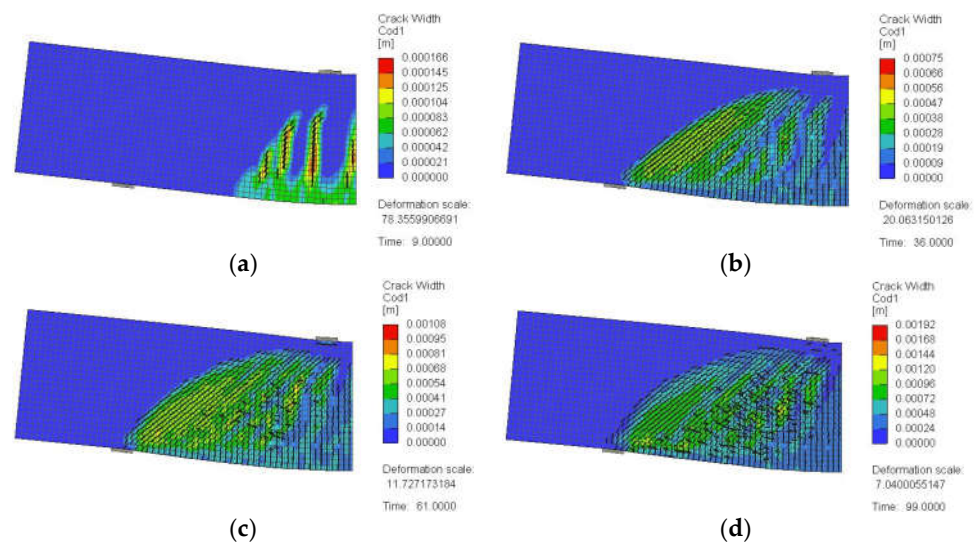 Crack Width
Cod1
[m]
0.000166
0.000145
0.000125
0.000104
0.000083
0.000062
0.000042
0.000021
0.000000
Deformation scale:
78.3559906691
Time: 9.00000
(a)
Crack Width
Cod1
[m]
0.00075
0.00066
0.00056
0.00047
0.00038
0.00028
0.00019
0.00009
0.00000
Deformation scale:
20.063150126
Time: 36.0000
(b)
Crack Width
Cod1
[m]
0.00108
0.00095
0.00081
0.00068
0.00054
0.00041
0.00027
0.00014
0.00000
Deformation scale:
11.727173184
Time: 61.0000
(c)
Crack Width
Cod1
[m]
0.00192
0.00168
0.00144
0.00120
0.00096
0.00072
0.00048
0.00024
0.00000
Deformation scale:
7.0400055147
Time: 99.0000
(d)